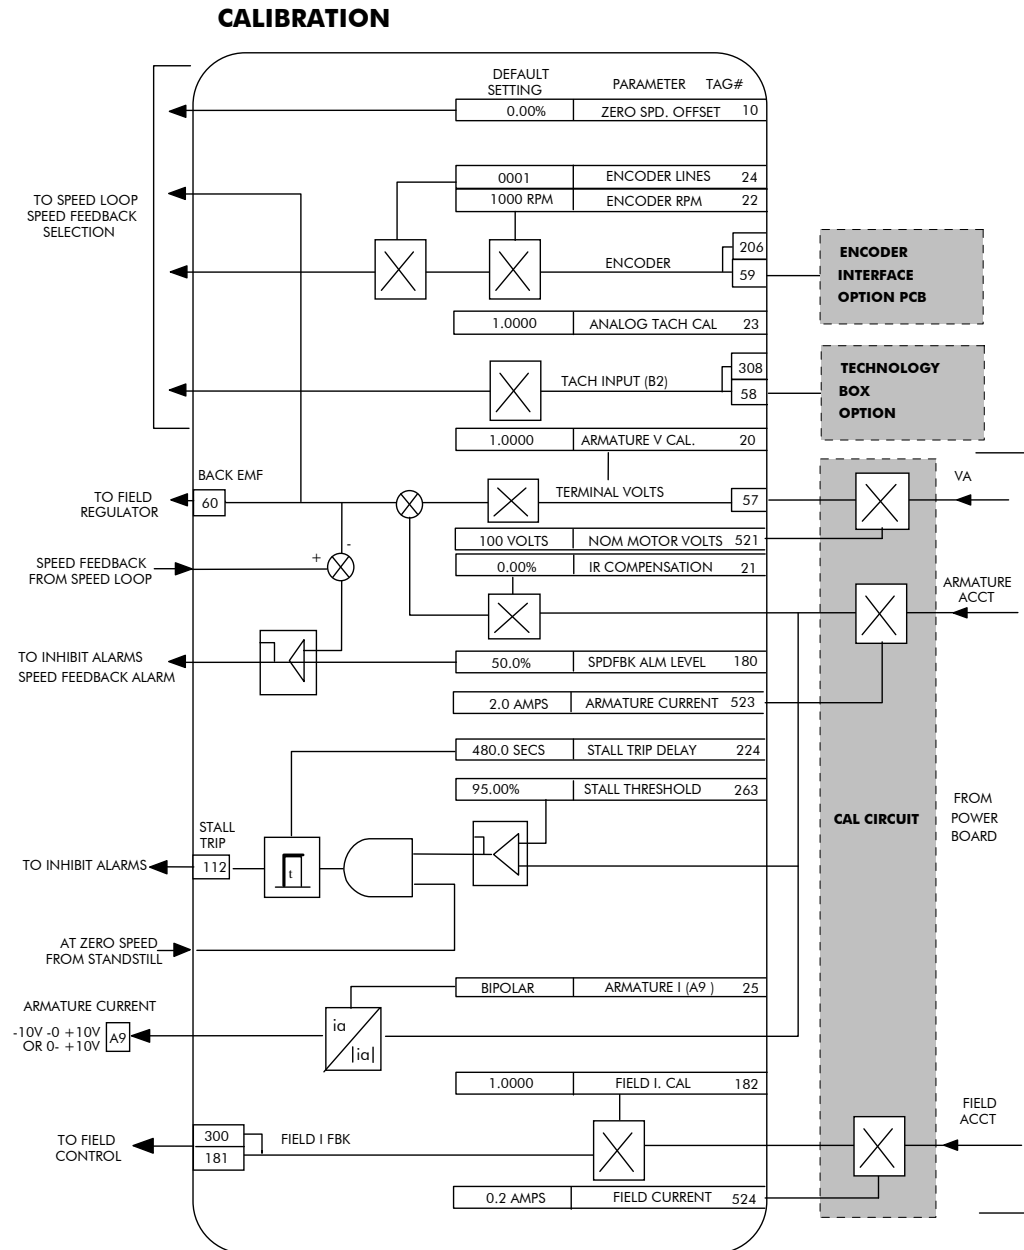 CALIBRATION
DEFAULT
SETTING
PARAMETER TAG#
0.00% ZERO SPD. OFFSET 10
0001 ENCODER LINES 24
1000 RPM ENCODER RPM 22
TO SPEED LOOP
SPEED FEEDBACK
SELECTION
206
ENCODER
59
ENCODER
INTERFACE
OPTION PCB
1.0000 ANALOG TACH CAL 23
308
TACH INPUT (B2)
58
TECHNOLOGY
BOX
OPTION
1.0000 ARMATURE V CAL. 20
BACK EMF
TO FIELD
REGULATOR
60
TERMINAL VOLTS
57
VA
100 VOLTS NOM MOTOR VOLTS 521
-
+
SPEED FEEDBACK
FROM SPEED LOOP
0.00% IR COMPENSATION 21
ARMATURE
ACCT
TO INHIBIT ALARMS
SPEED FEEDBACK ALARM
50.0% SPDFBK ALM LEVEL 180
2.0 AMPS ARMATURE CURRENT 523
480.0 SECS STALL TRIP DELAY 224
95.00% STALL THRESHOLD 263
CAL CIRCUIT
FROM
POWER
BOARD
STALL
TRIP
TO INHIBIT ALARMS
112
t
AT ZERO SPEED
FROM STANDSTILL
BIPOLAR ARMATURE I (A9 ) 25
ARMATURE CURRENT
-10V -0 +10V
OR 0- +10V
A9
ia
|ia|
1.0000 FIELD I. CAL 182
FIELD
ACCT
TO FIELD
CONTROL
300
181
FIELD I FBK
0.2 AMPS FIELD CURRENT 524